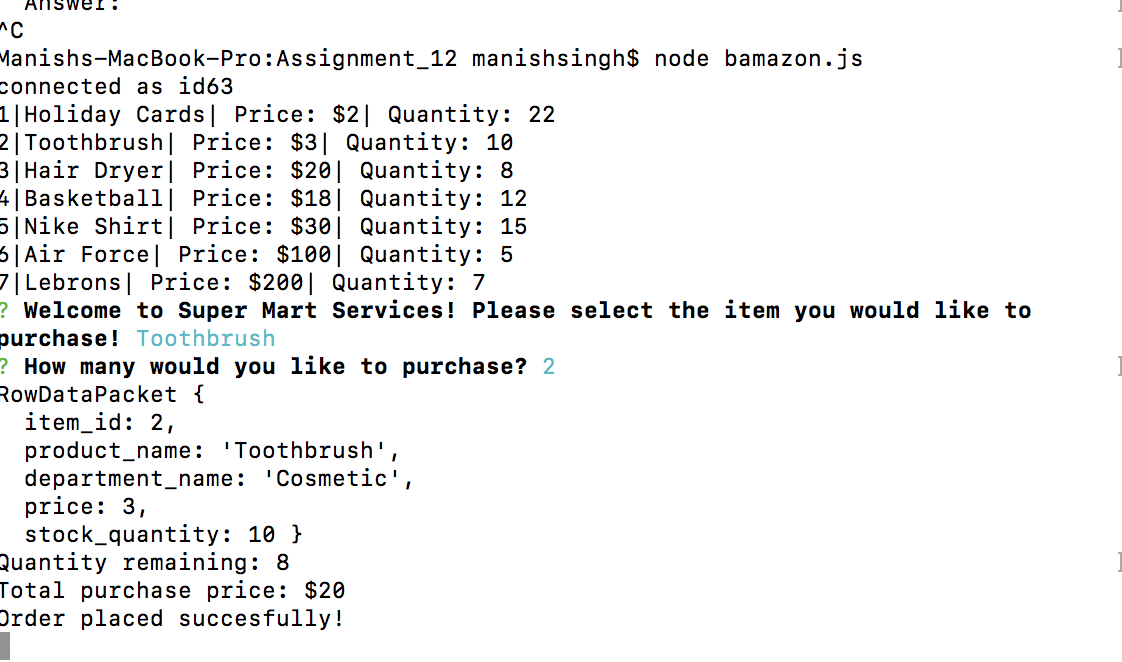 Answer:
^C
Manishs-MacBook-Pro:Assignment_12 manishsingh$ node bamazon.js
connected as id63
1|Holiday Cards| Price: $2| Quantity: 22
2|Toothbrush| Price: $3| Quantity: 10
3|Hair Dryer| Price: $20| Quantity: 8
4|Basketball| Price: $18| Quantity: 12
5|Nike Shirt| Price: $30| Quantity: 15
6|Air Force| Price: $100| Quantity: 5
7|Lebrons| Price: $200| Quantity: 7
? Welcome to Super Mart Services! Please select the item you would like to
purchase! Toothbrush
? How many would you like to purchase? 2
RowDataPacket {
  item_id: 2,
  product_name: 'Toothbrush',
  department_name: 'Cosmetic',
  price: 3,
  stock_quantity: 10 }
Quantity remaining: 8
Total purchase price: $20
Order placed succesfully!